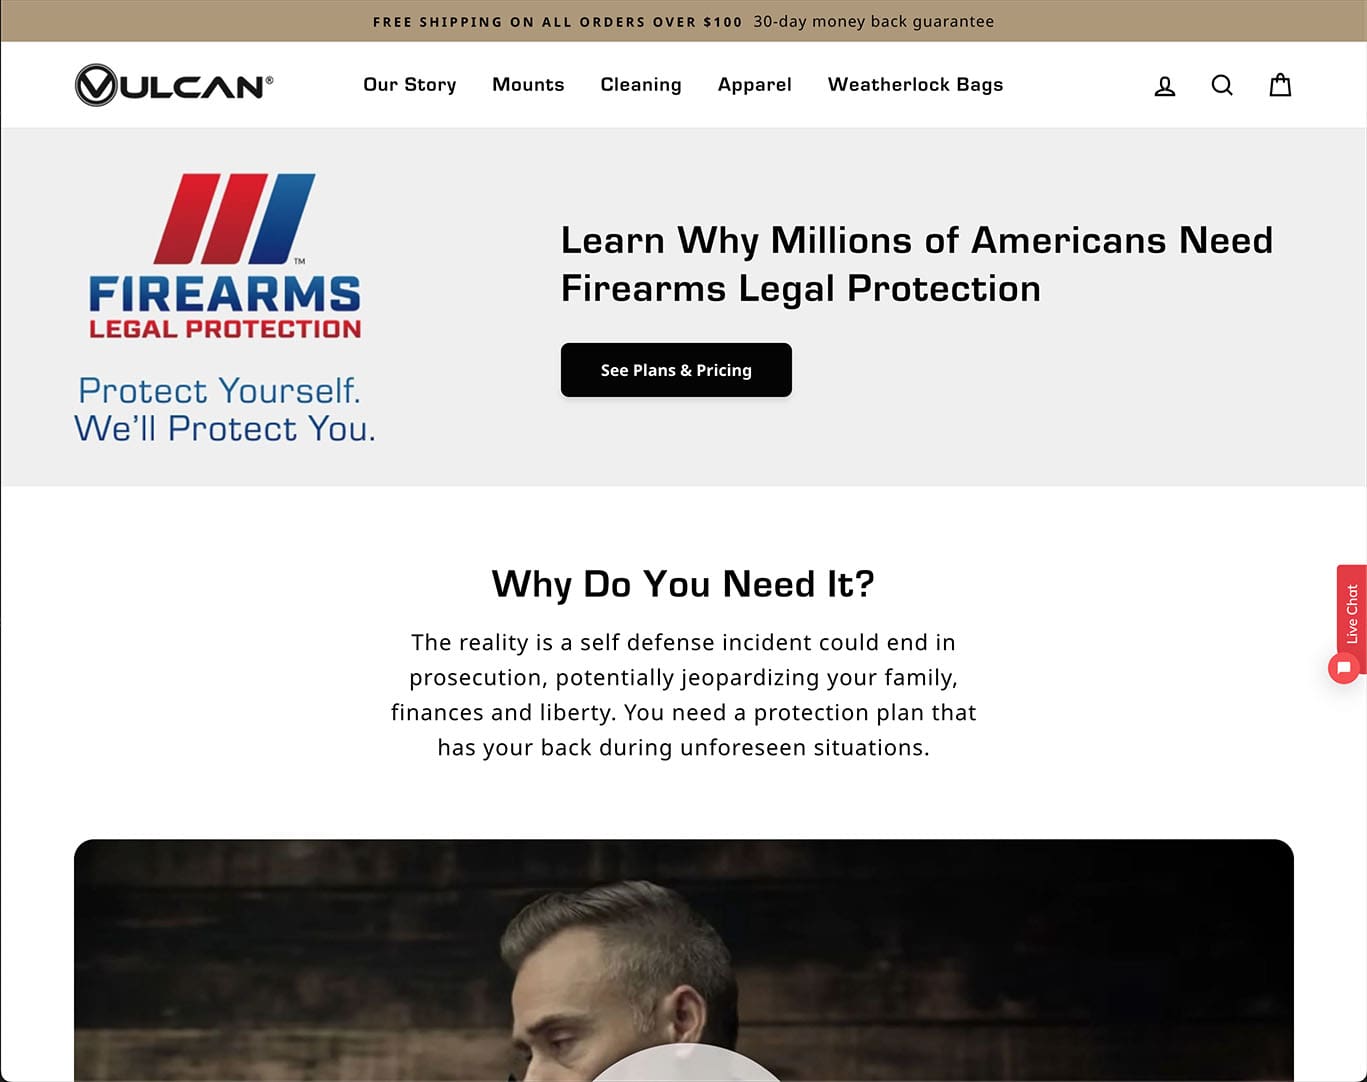 FREE SHIPPING ON ALL ORDERS OVER $100 30-day money back guarantee
VULCAN®
Our Story Mounts Cleaning Apparel Weatherlock Bags
™
FIREARMS
LEGAL PROTECTION
Protect Yourself.
We'll Protect You.
Learn Why Millions of Americans Need
Firearms Legal Protection
See Plans & Pricing
Why Do You Need It?
The reality is a self defense incident could end in
prosecution, potentially jeopardizing your family,
finances and liberty. You need a protection plan that
has your back during unforeseen situations.
Live Chat